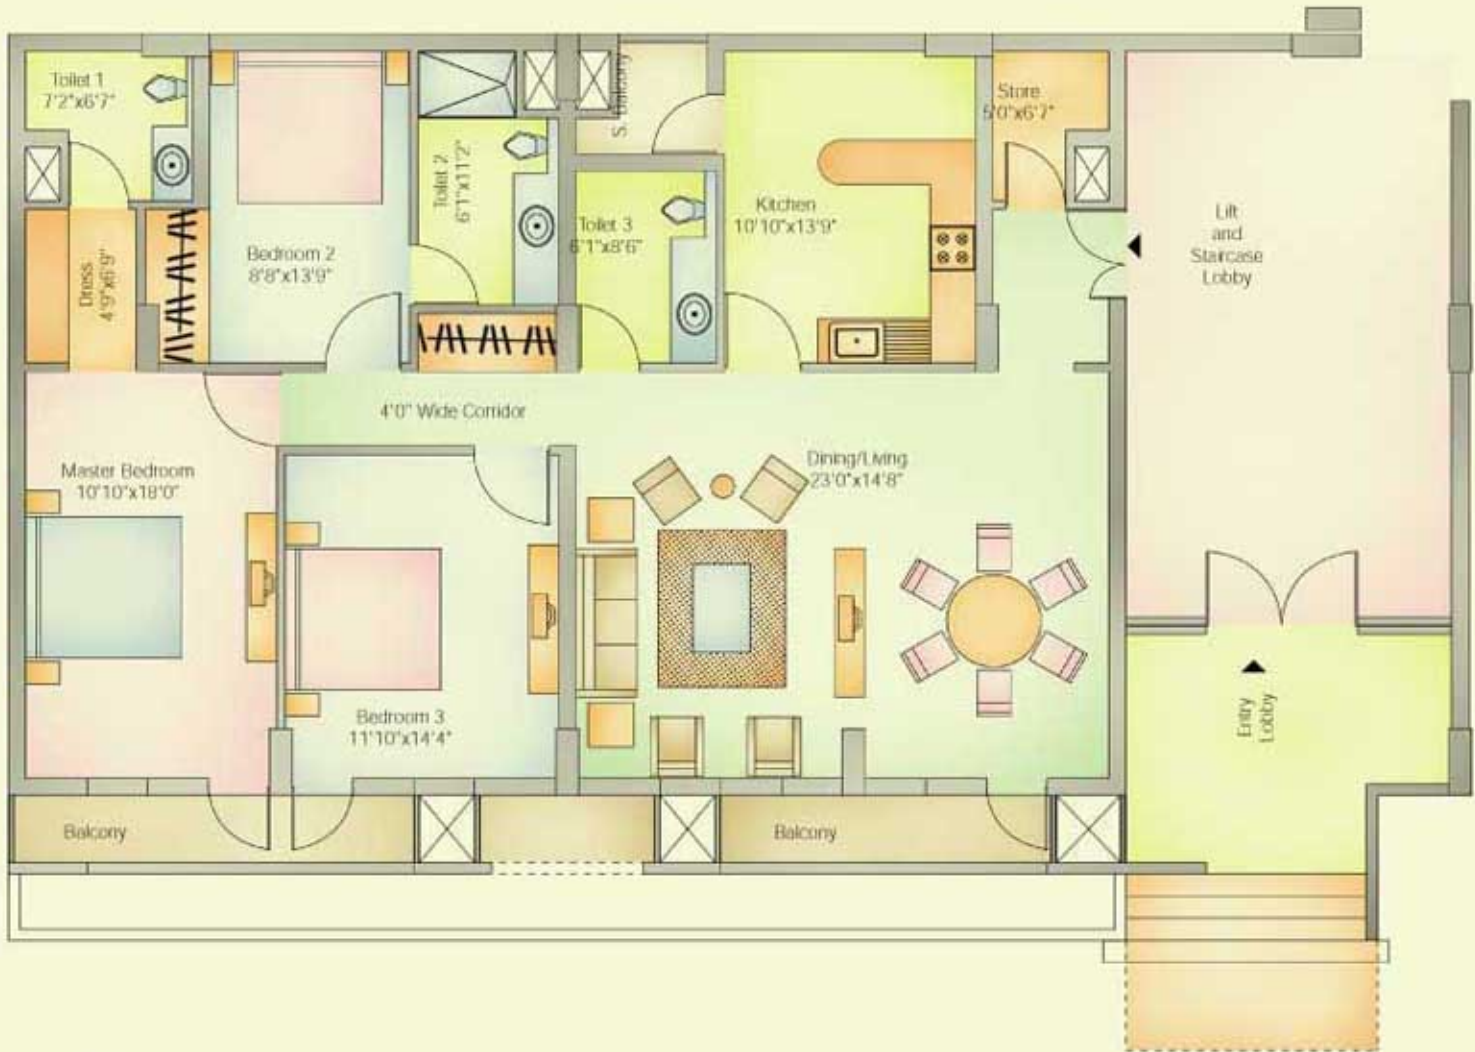 Toilet 1
7'2"x6'7"
S. Balcony
Store
5'0"x6'7"
Toilet 2
6'1"x11'2"
Kitchen
10'10"x13'9"
Toilet 3
6'1"x8'6"
Lift
and
Staircase
Lobby
Bedroom 2
8'8"x13'9"
Dress
4'9"x6'9"
4'0" Wide Corridor
Master Bedroom
10'10"x18'0"
Dining/Living
23'0"x14'8"
Bedroom 3
11'10"x14'4"
Entry
Lobby
Balcony
Balcony